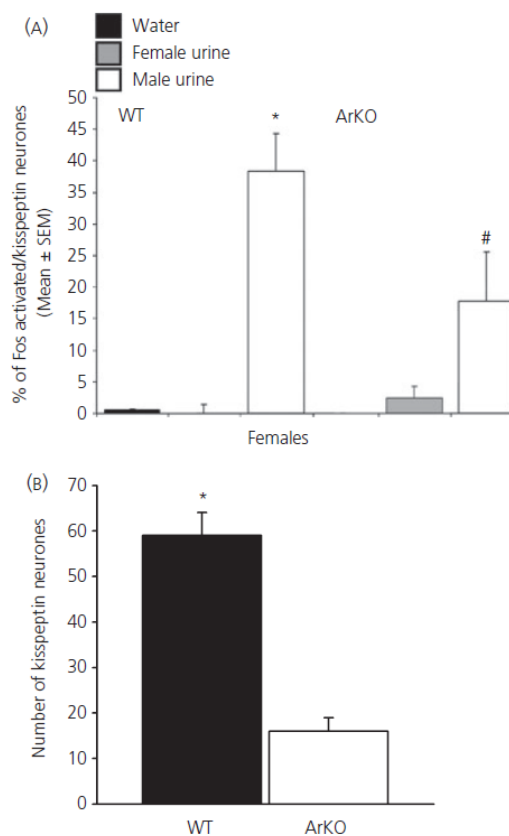 (A)
Water
Female urine
Male urine
50
45
40
35
30
25
20
15
10
5
0
% of Fos activated/kisspeptin neurones
(Mean ± SEM)
WT
*
ArKO
#
Females
(B)
70
60
50
40
30
20
10
0
Number of kisspeptin neurones
*
WT
ArKO